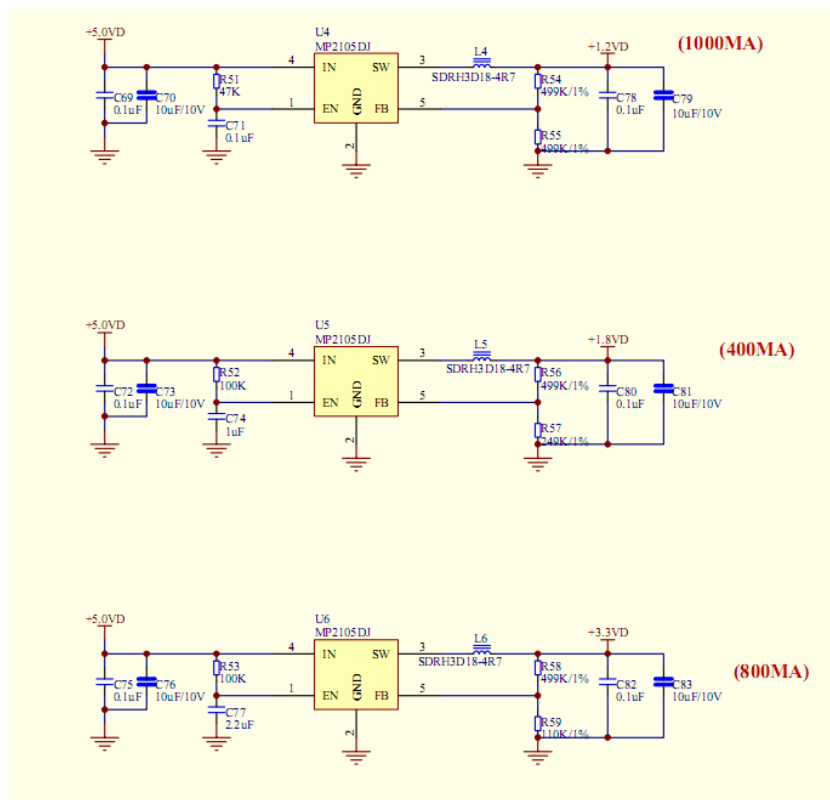 +5.0VD
U4
MP2105DJ
4 IN SW 3
L4
SDRH3D18-4R7
+1.2VD
(1000MA)
C69
0.1uF
C70
10uF/10V
R51
47K
1 EN FB 5
GND
2
C71
0.1uF
R54
499K/1%
R55
499K/1%
C78
0.1uF
C79
10uF/10V
+5.0VD
U5
MP2105DJ
4 IN SW 3
L5
SDRH3D18-4R7
+1.8VD
(400MA)
C72
0.1uF
C73
10uF/10V
R52
100K
1 EN FB 5
GND
2
C74
1uF
R56
499K/1%
R57
249K/1%
C80
0.1uF
C81
10uF/10V
+5.0VD
U6
MP2105DJ
4 IN SW 3
L6
SDRH3D18-4R7
+3.3VD
(800MA)
C75
0.1uF
C76
10uF/10V
R53
100K
1 EN FB 5
GND
2
C77
2.2uF
R58
499K/1%
R59
110K/1%
C82
0.1uF
C83
10uF/10V